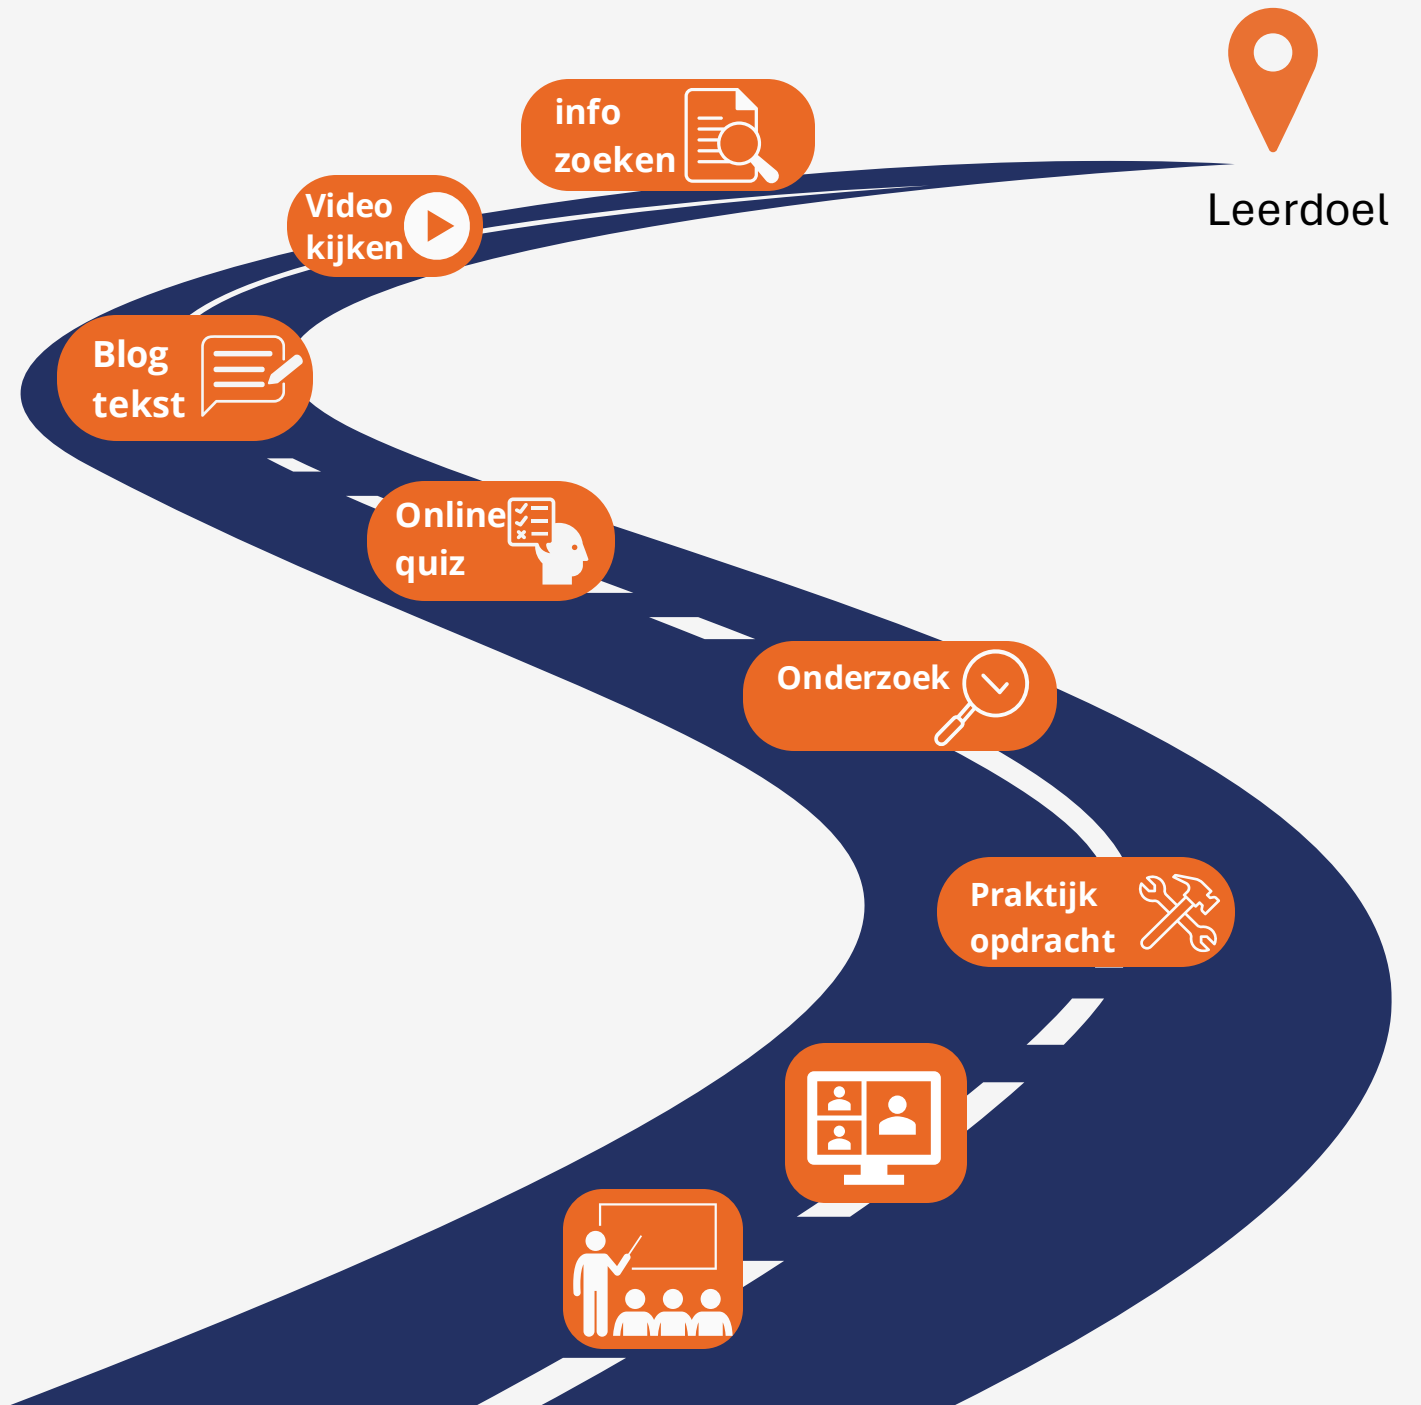 info
zoeken
Leerdoel
Video
kijken
Blog
tekst
Online
quiz
Onderzoek
Praktijk
opdracht